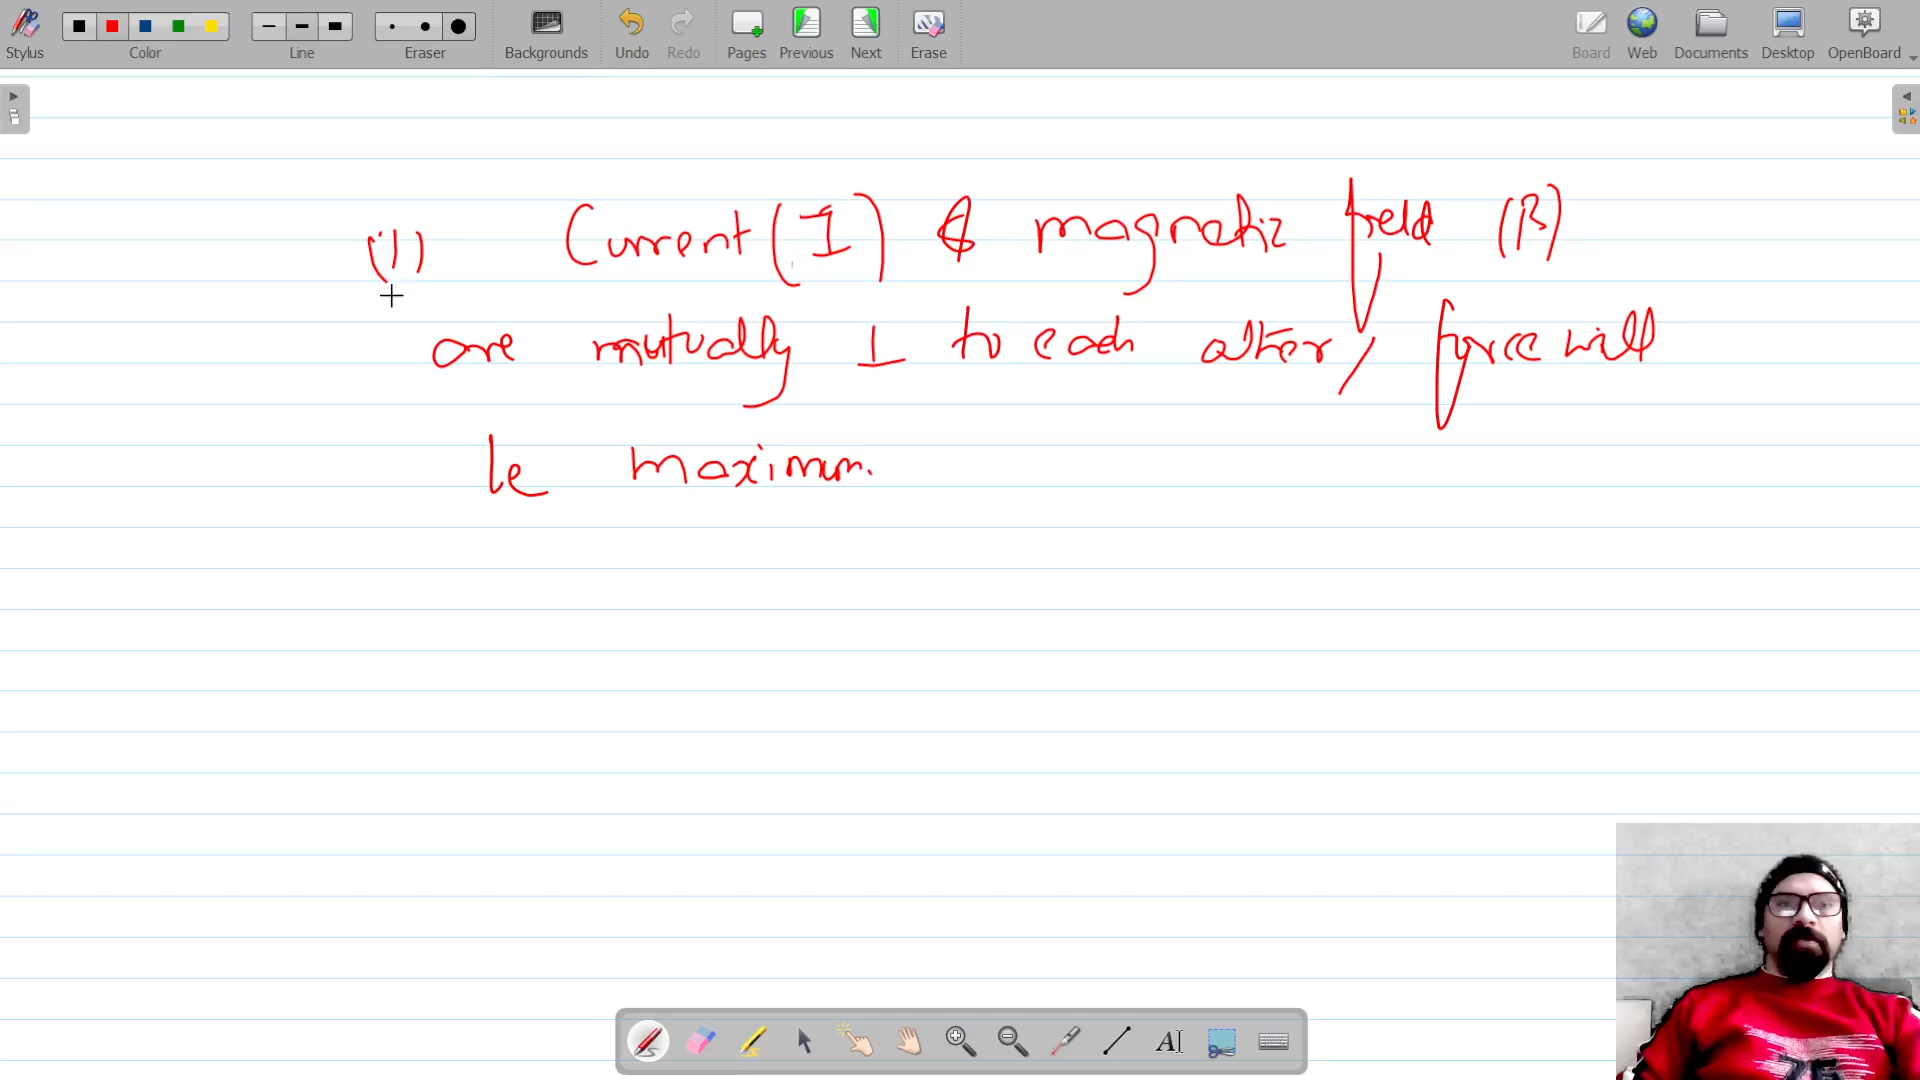 Stylus Color Line Eraser Backgrounds Undo Redo Pages Previous Next Erase Board Web Documents Desktop OpenBoard
(1) Current (I) & magnetic field (B)
are mutually ⊥ to each other, force will
be maximum.